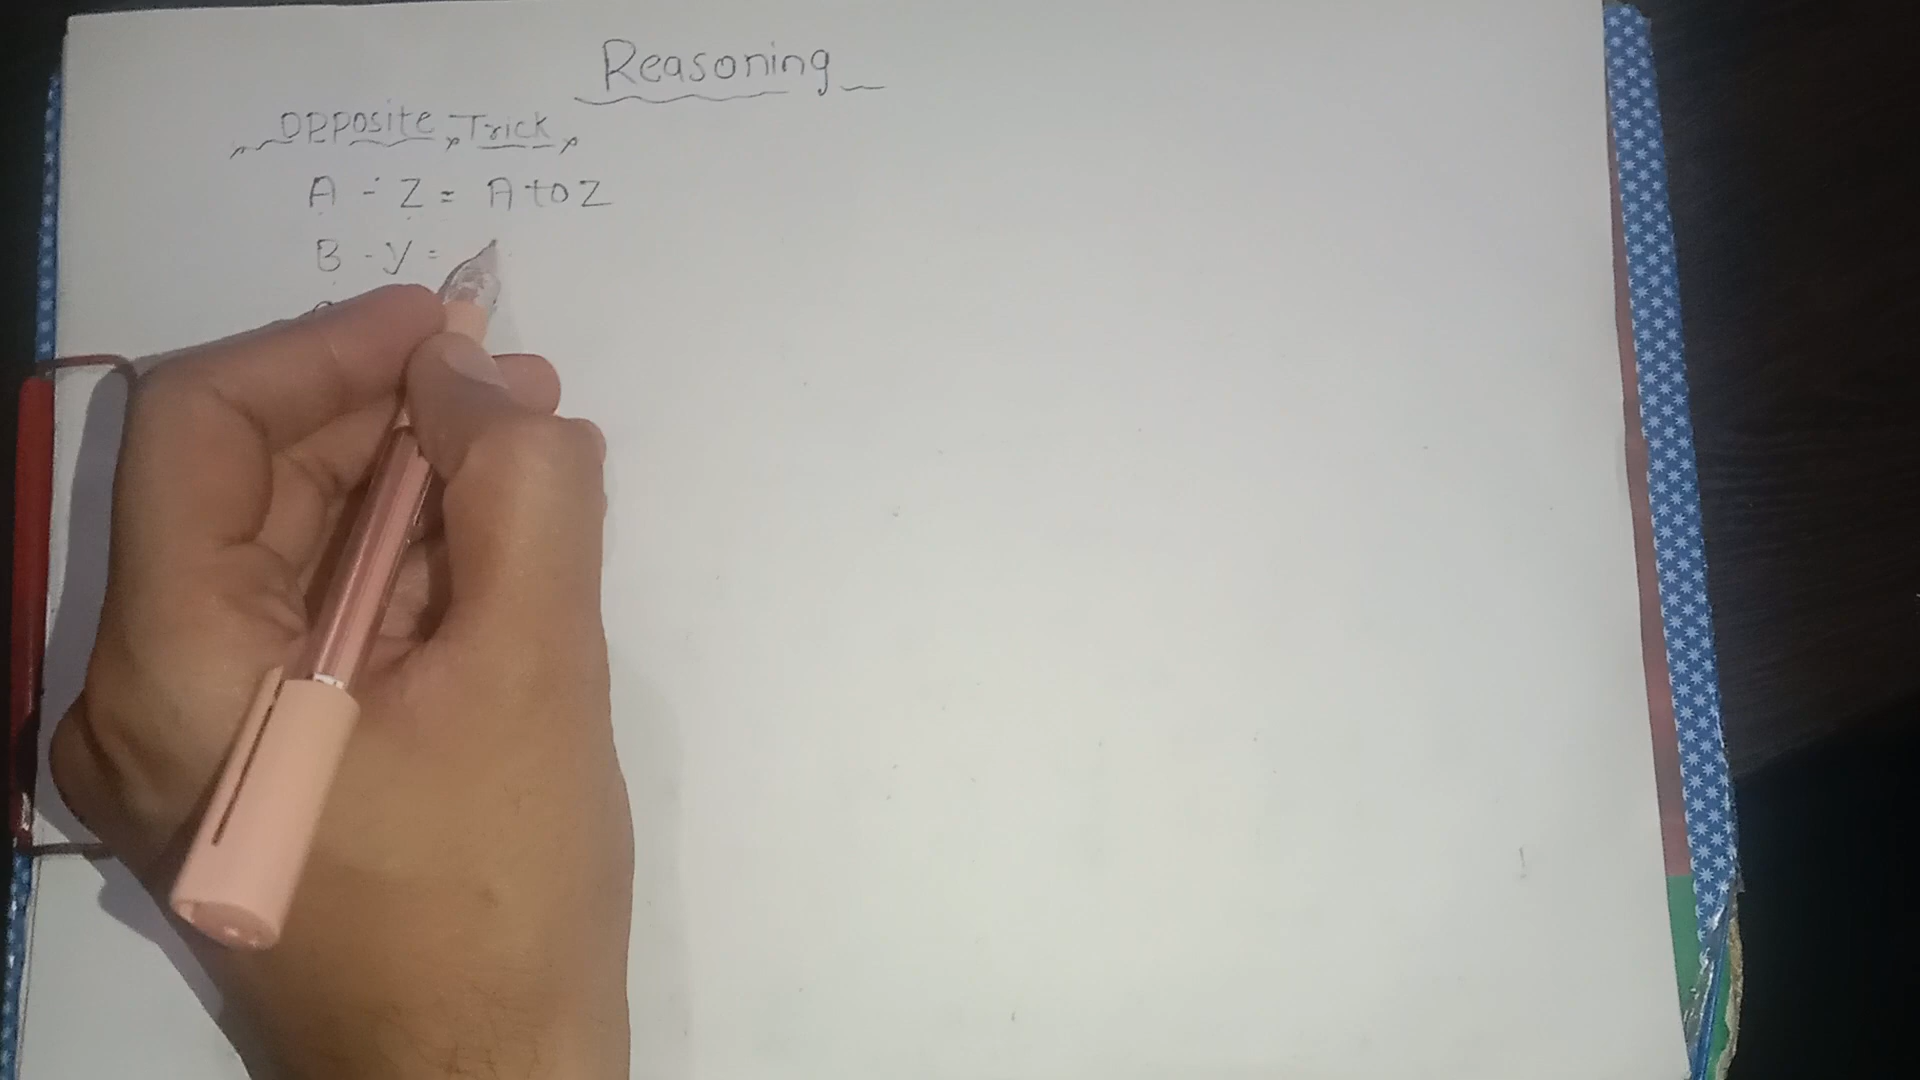 Reasoning
Opposite Trick
A - Z = A to Z
B - Y =